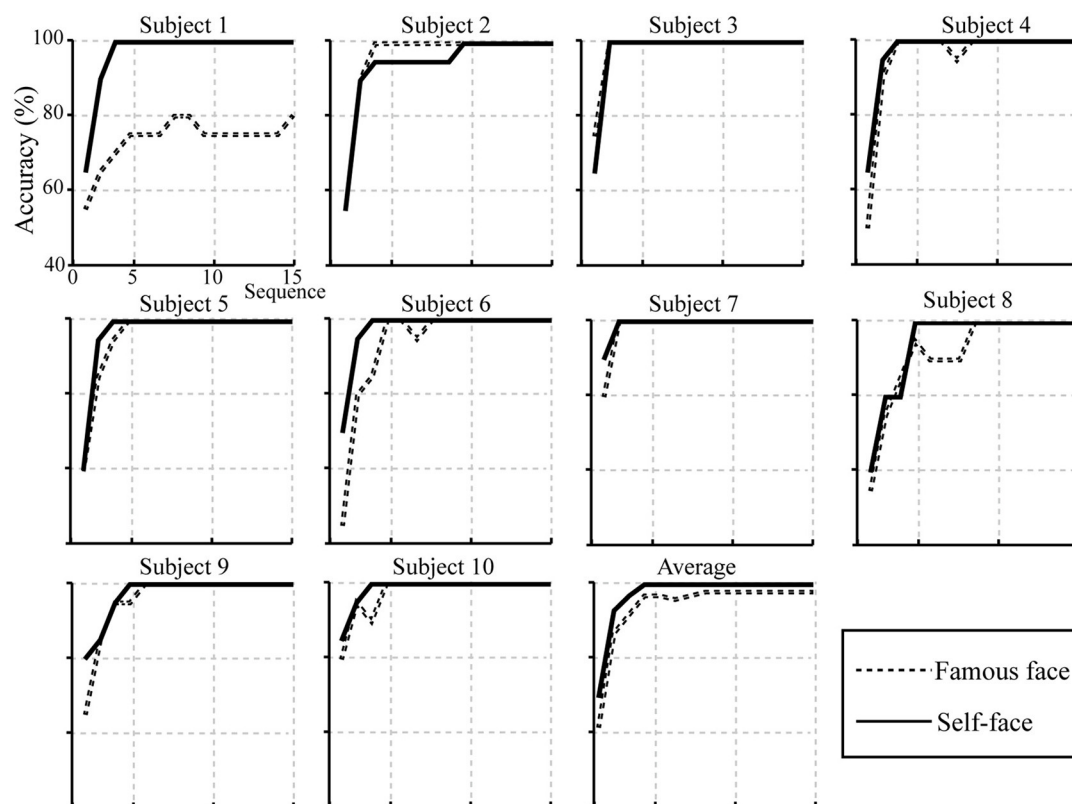 Subject 1
Subject 2
Subject 3
Subject 4
Accuracy (%)
100
80
60
40
0
5
10
15
Sequence
Subject 5
Subject 6
Subject 7
Subject 8
Subject 9
Subject 10
Average
Famous face
Self-face